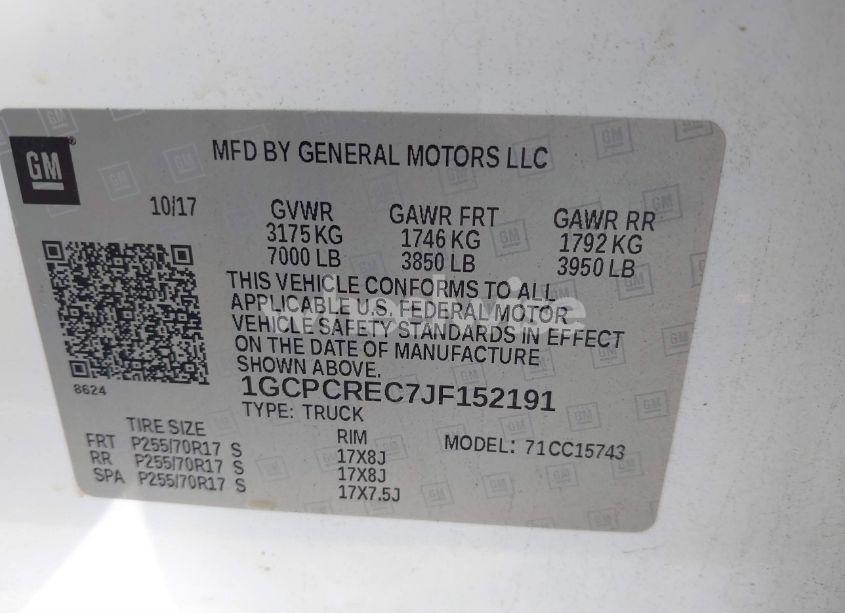 GM
MFD BY GENERAL MOTORS LLC
10/17
GVWR GAWR FRT GAWR RR
3175 KG 1746 KG 1792 KG
7000 LB 3850 LB 3950 LB
THIS VEHICLE CONFORMS TO ALL
APPLICABLE U.S. FEDERAL MOTOR
VEHICLE SAFETY STANDARDS IN EFFECT
ON THE DATE OF MANUFACTURE
SHOWN ABOVE.
8624
1GCPCREC7JF152191
TYPE: TRUCK
TIRE SIZE RIM MODEL: 71CC15743
FRT P255/70R17 S 17X8J
RR P255/70R17 S 17X8J
SPA P255/70R17 S 17X7.5J